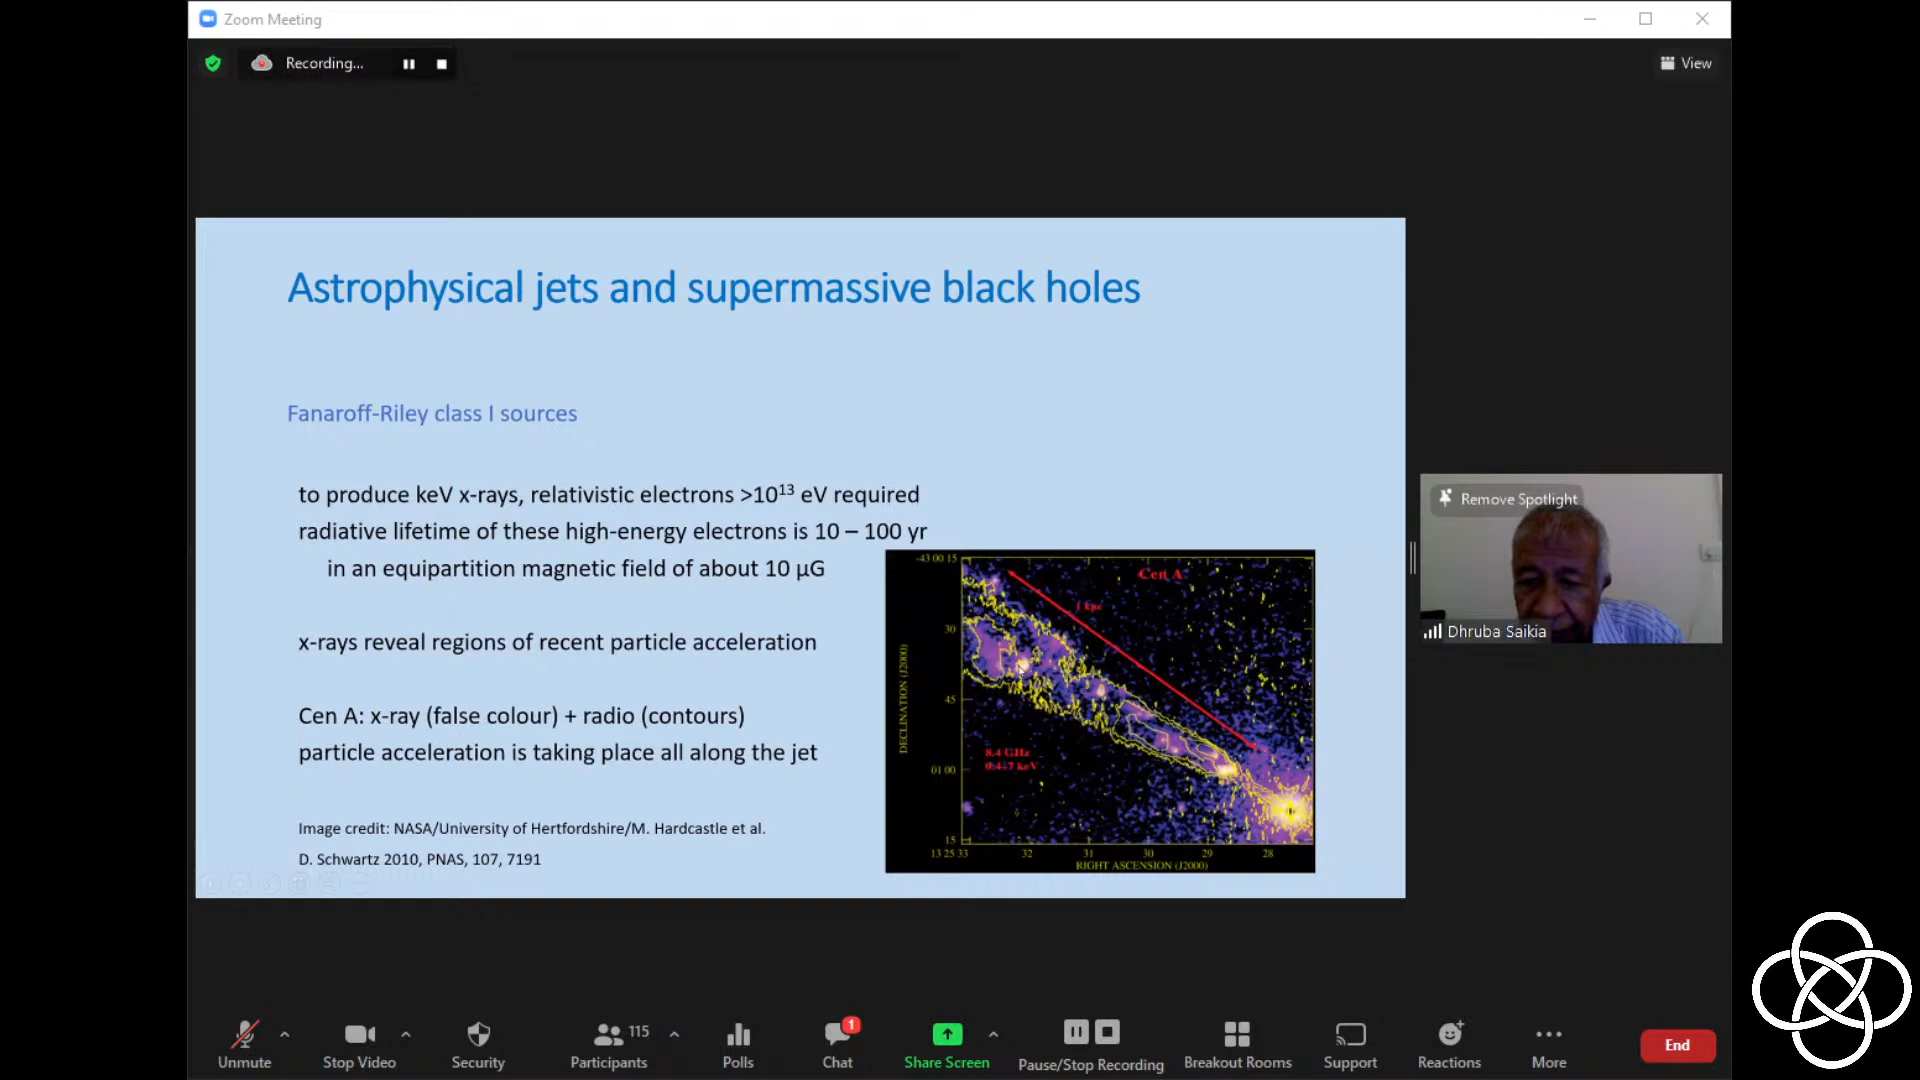 Zoom Meeting
Recording...
View
Astrophysical jets and supermassive black holes
Fanaroff-Riley class I sources
to produce keV x-rays, relativistic electrons >10¹³ eV required
radiative lifetime of these high-energy electrons is 10 – 100 yr
in an equipartition magnetic field of about 10 µG
x-rays reveal regions of recent particle acceleration
Cen A: x-ray (false colour) + radio (contours)
particle acceleration is taking place all along the jet
Image credit: NASA/University of Hertfordshire/M. Hardcastle et al.
D. Schwartz 2010, PNAS, 107, 7191
-43 00 15
Cen A
1 kpc
30
DECLINATION (J2000)
45
8.4 GHz
0.4-7 keV
01 00
15
13 25 33 32 31 30 29 28
RIGHT ASCENSION (J2000)
Remove Spotlight
Dhruba Saikia
Unmute
Stop Video
Security
Participants 115
Polls
Chat 1
Share Screen
Pause/Stop Recording
Breakout Rooms
Support
Reactions
More
End